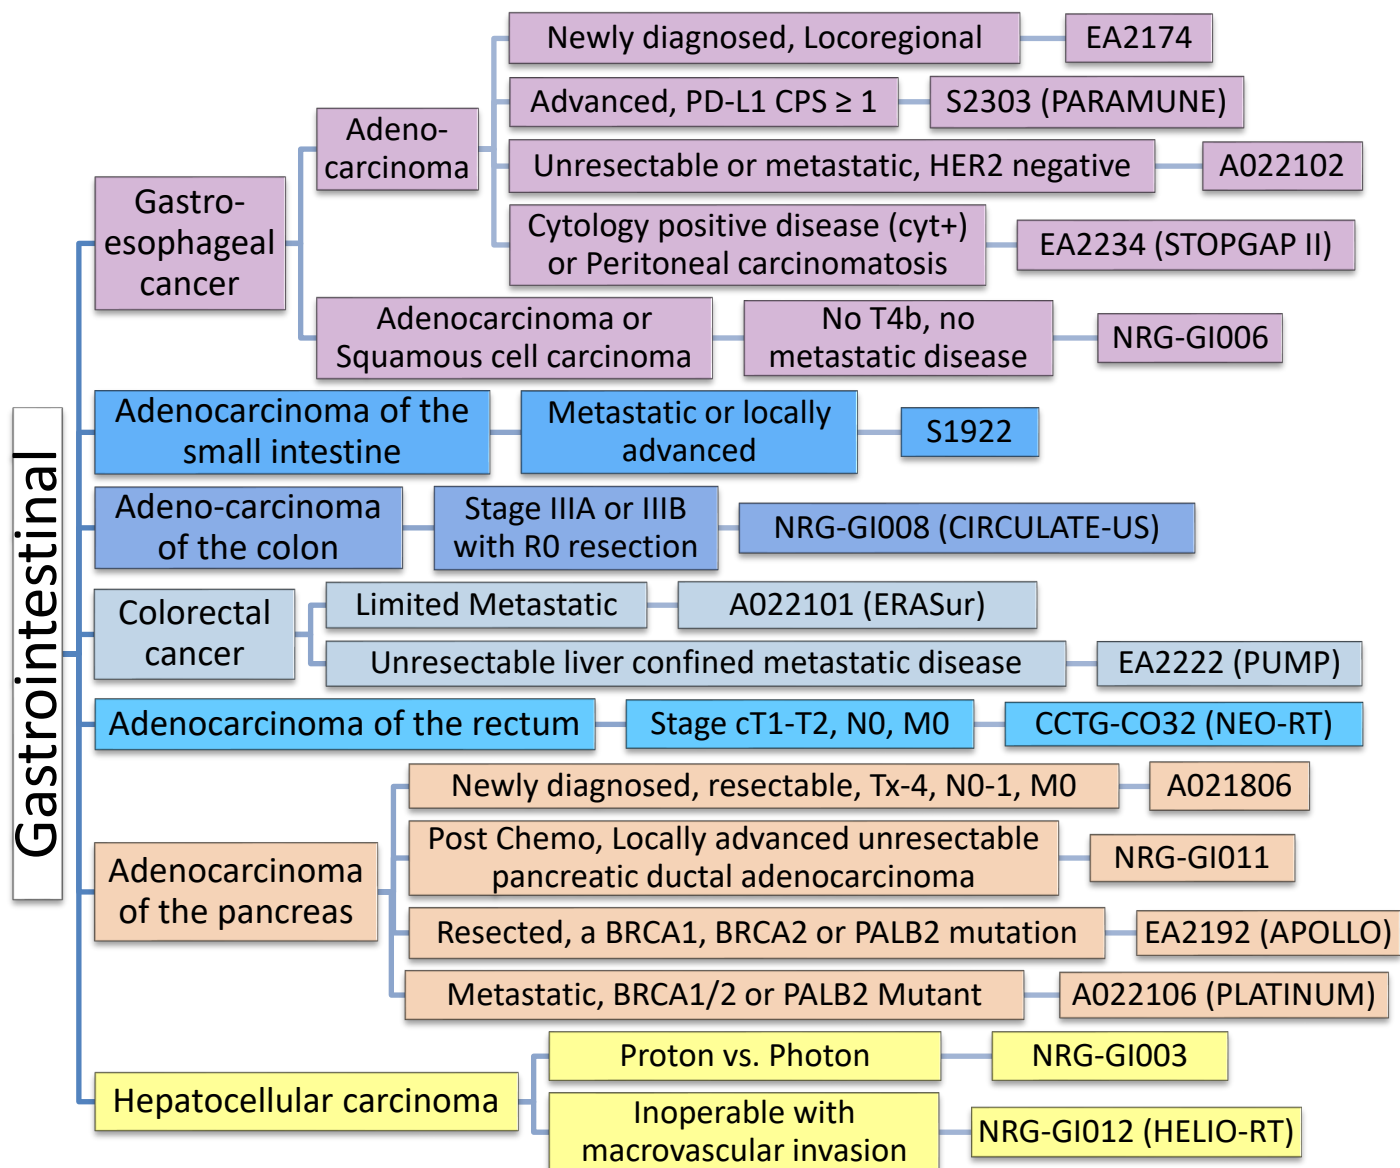 Gastrointestinal
Gastro-
esophageal
cancer
Adeno-
carcinoma
Newly diagnosed, Locoregional
EA2174
Advanced, PD-L1 CPS ≥ 1
S2303 (PARAMUNE)
Unresectable or metastatic, HER2 negative
A022102
Cytology positive disease (cyt+)
or Peritoneal carcinomatosis
EA2234 (STOPGAP II)
Adenocarcinoma or
Squamous cell carcinoma
No T4b, no
metastatic disease
NRG-GI006
Adenocarcinoma of the
small intestine
Metastatic or locally
advanced
S1922
Adeno-carcinoma
of the colon
Stage IIIA or IIIB
with R0 resection
NRG-GI008 (CIRCULATE-US)
Colorectal
cancer
Limited Metastatic
A022101 (ERASur)
Unresectable liver confined metastatic disease
EA2222 (PUMP)
Adenocarcinoma of the rectum
Stage cT1-T2, N0, M0
CCTG-CO32 (NEO-RT)
Adenocarcinoma
of the pancreas
Newly diagnosed, resectable, Tx-4, N0-1, M0
A021806
Post Chemo, Locally advanced unresectable
pancreatic ductal adenocarcinoma
NRG-GI011
Resected, a BRCA1, BRCA2 or PALB2 mutation
EA2192 (APOLLO)
Metastatic, BRCA1/2 or PALB2 Mutant
A022106 (PLATINUM)
Hepatocellular carcinoma
Proton vs. Photon
NRG-GI003
Inoperable with
macrovascular invasion
NRG-GI012 (HELIO-RT)